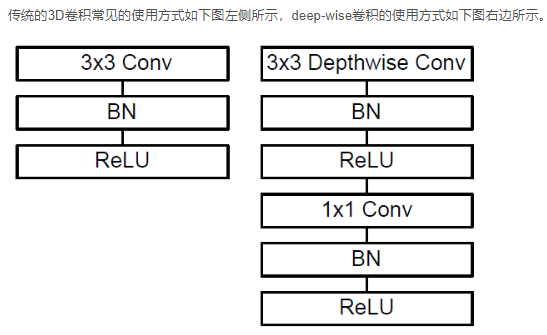 传统的3D卷积常见的使用方式如下图左侧所示，deep-wise卷积的使用方式如下图右边所示。
3x3 Conv
BN
ReLU
3x3 Depthwise Conv
BN
ReLU
1x1 Conv
BN
ReLU